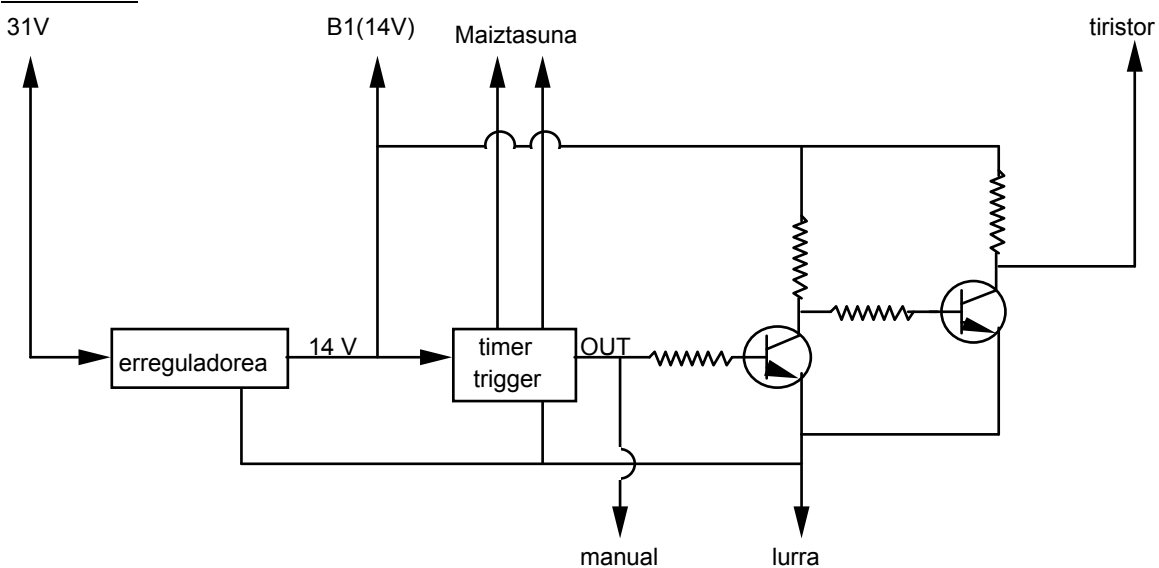 31V
B1(14V)
Maiztasuna
tiristor
erreguladorea
14 V
timer
trigger
OUT
manual
lurra